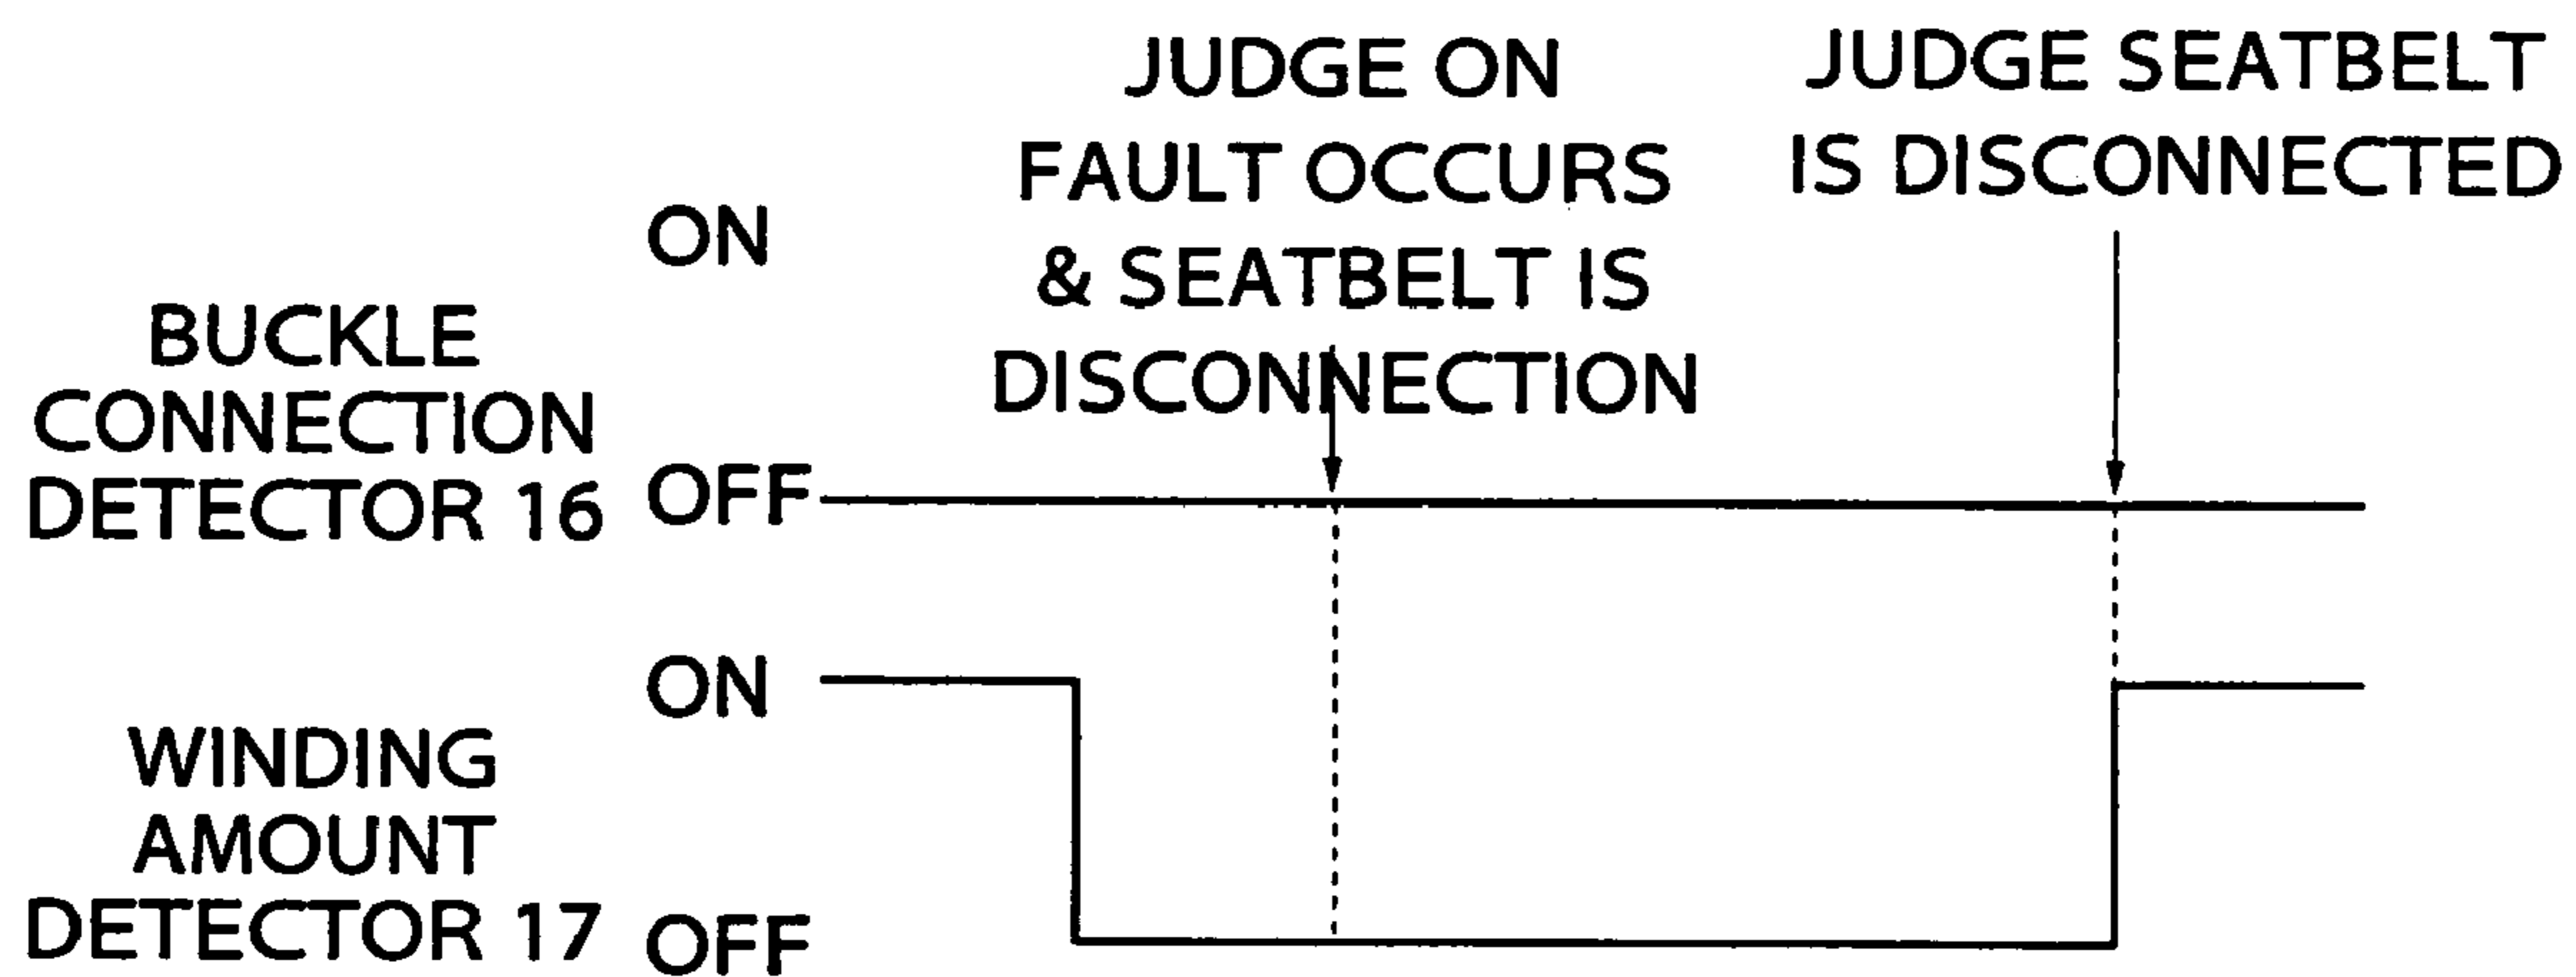 JUDGE ON
FAULT OCCURS
& SEATBELT IS
DISCONNECTION
JUDGE SEATBELT
IS DISCONNECTED
BUCKLE
CONNECTION
DETECTOR 16
ON
OFF
WINDING
AMOUNT
DETECTOR 17
ON
OFF